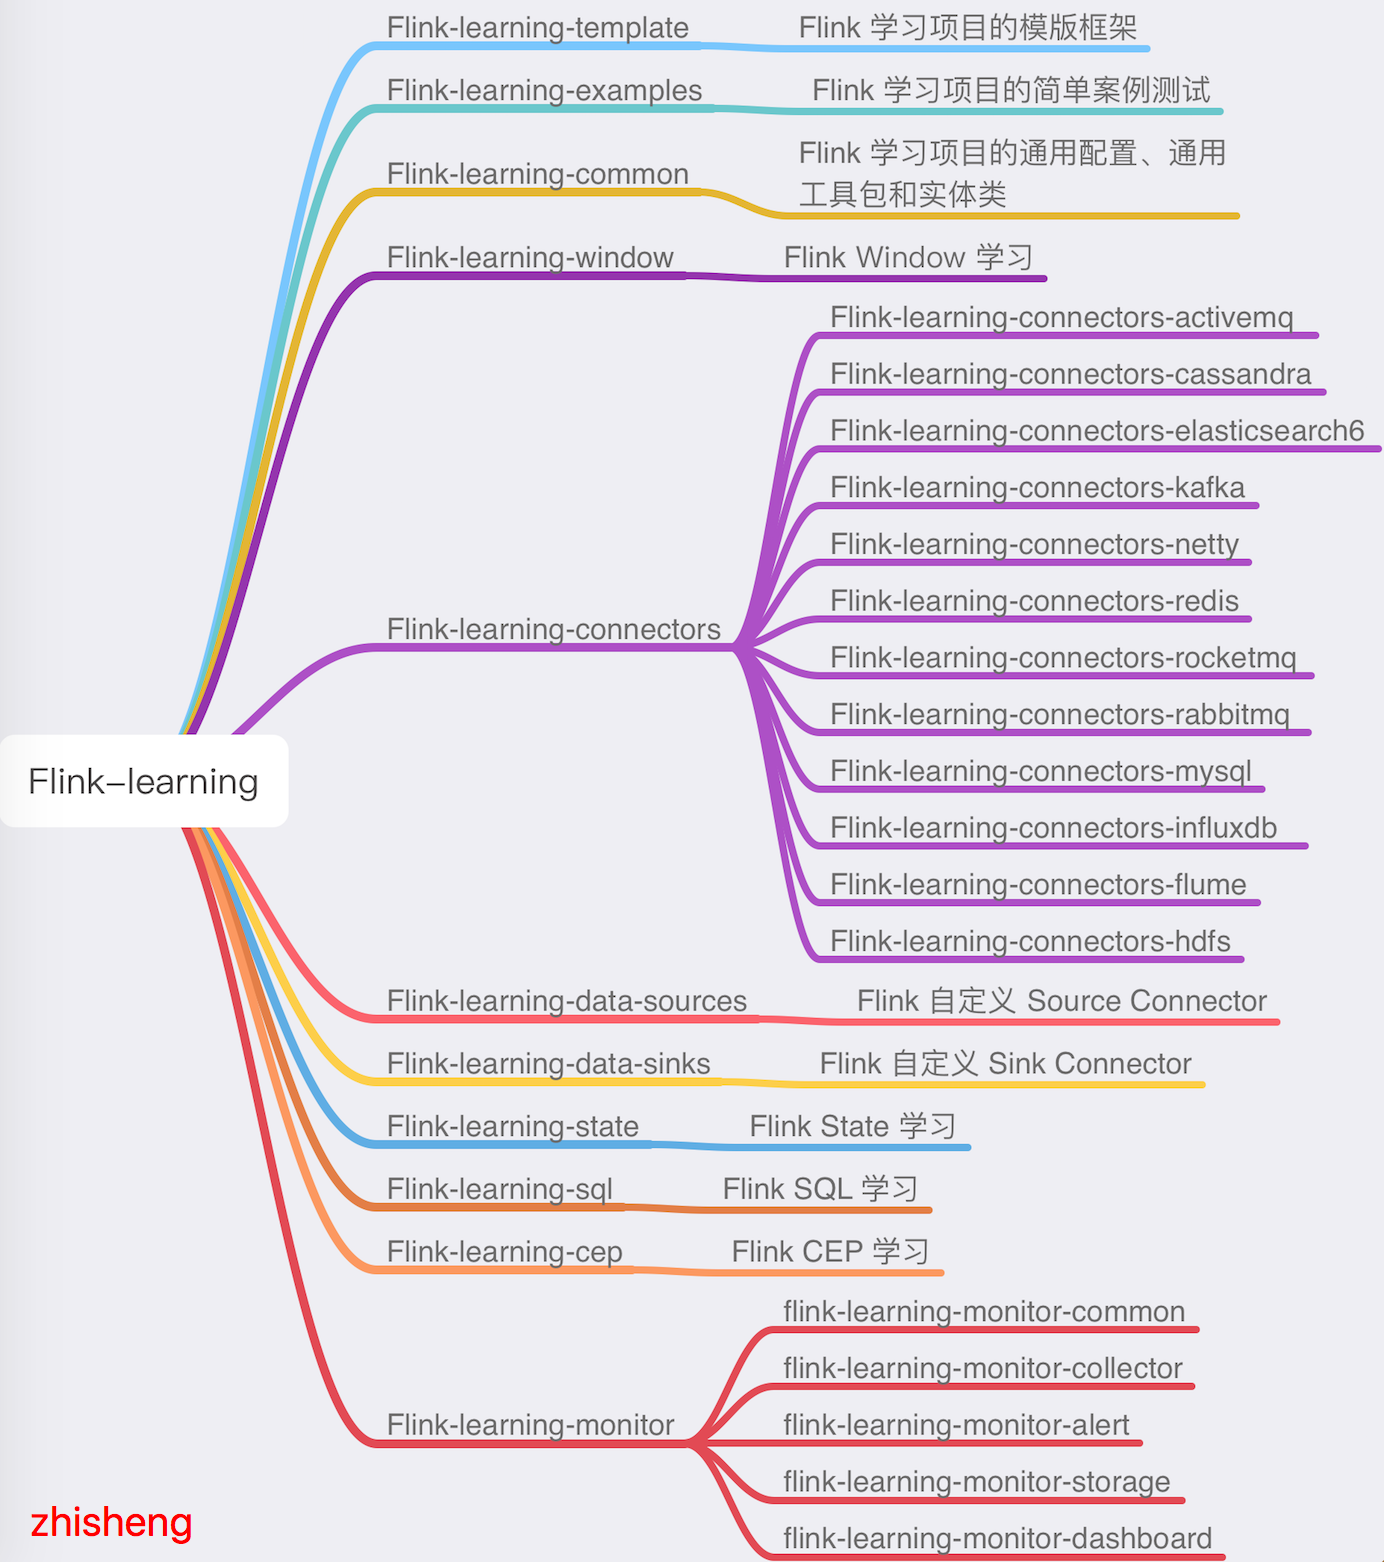 Flink-learning-template
Flink 学习项目的模版框架
Flink-learning-examples
Flink 学习项目的简单案例测试
Flink-learning-common
Flink 学习项目的通用配置、通用
工具包和实体类
Flink-learning-window
Flink Window 学习
Flink-learning-connectors
Flink-learning-connectors-activemq
Flink-learning-connectors-cassandra
Flink-learning-connectors-elasticsearch6
Flink-learning-connectors-kafka
Flink-learning-connectors-netty
Flink-learning-connectors-redis
Flink-learning-connectors-rocketmq
Flink-learning-connectors-rabbitmq
Flink-learning-connectors-mysql
Flink-learning-connectors-influxdb
Flink-learning-connectors-flume
Flink-learning-connectors-hdfs
Flink–learning
Flink-learning-data-sources
Flink 自定义 Source Connector
Flink-learning-data-sinks
Flink 自定义 Sink Connector
Flink-learning-state
Flink State 学习
Flink-learning-sql
Flink SQL 学习
Flink-learning-cep
Flink CEP 学习
Flink-learning-monitor
flink-learning-monitor-common
flink-learning-monitor-collector
flink-learning-monitor-alert
flink-learning-monitor-storage
flink-learning-monitor-dashboard
zhisheng